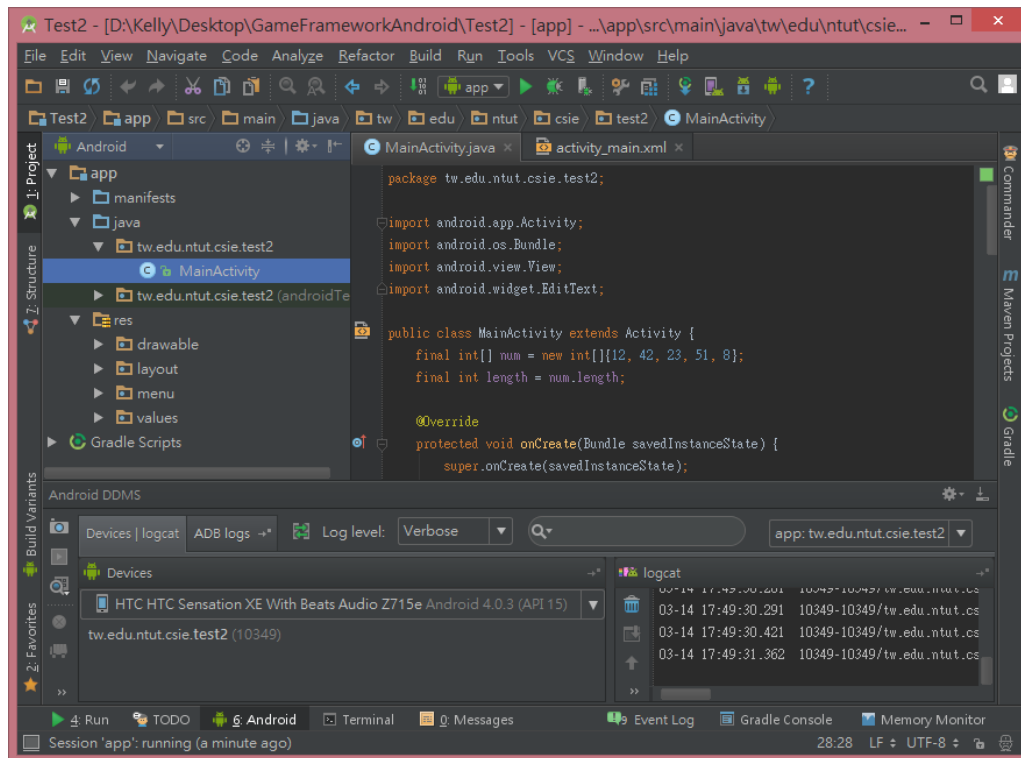 Test2 - [D:\Kelly\Desktop\GameFrameworkAndroid\Test2] - [app] - ...\app\src\main\java\tw\edu\ntut\csie...
File Edit View Navigate Code Analyze Refactor Build Run Tools VCS Window Help
app
Test2 app src main java tw edu ntut csie test2 MainActivity
1: Project
7: Structure
Build Variants
2: Favorites
Android
app
manifests
java
tw.edu.ntut.csie.test2
MainActivity
tw.edu.ntut.csie.test2 (androidTe
res
drawable
layout
menu
values
Gradle Scripts
MainActivity.java activity_main.xml
package tw.edu.ntut.csie.test2;
import android.app.Activity;
import android.os.Bundle;
import android.view.View;
import android.widget.EditText;
public class MainActivity extends Activity {
final int[] num = new int[]{12, 42, 23, 51, 8};
final int length = num.length;
@Override
protected void onCreate(Bundle savedInstanceState) {
super.onCreate(savedInstanceState);
Commander
m Maven Projects
Gradle
Android DDMS
Devices | logcat ADB logs Log level: Verbose app: tw.edu.ntut.csie.test2
Devices
HTC HTC Sensation XE With Beats Audio Z715e Android 4.0.3 (API 15)
tw.edu.ntut.csie.test2 (10349)
logcat
03-14 17:49:30.291 10349-10349/tw.edu.ntut.cs
03-14 17:49:30.421 10349-10349/tw.edu.ntut.cs
03-14 17:49:31.362 10349-10349/tw.edu.ntut.cs
4: Run TODO 6: Android Terminal 0: Messages 9 Event Log Gradle Console Memory Monitor
Session 'app': running (a minute ago) 28:28 LF UTF-8